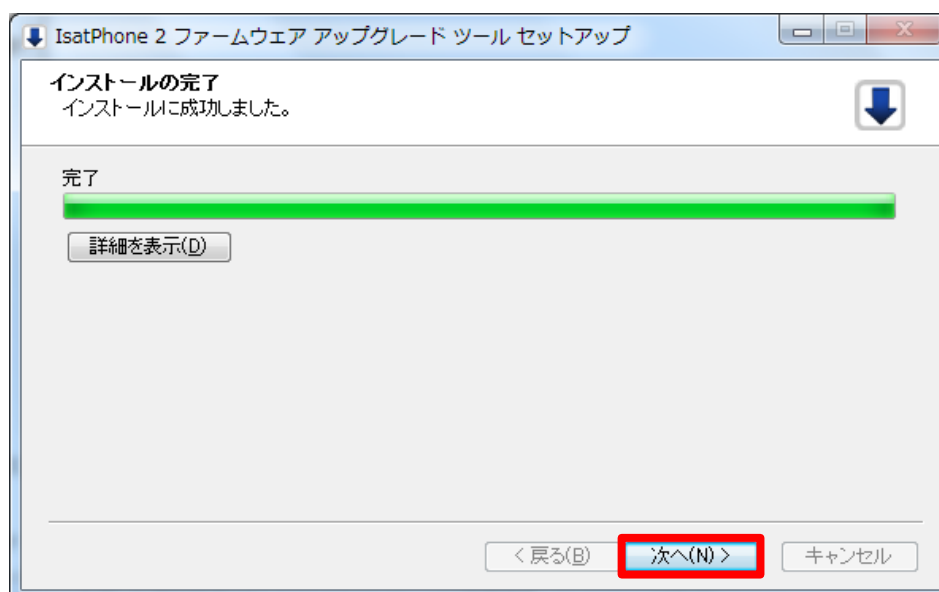 IsatPhone 2 ファームウェア アップグレード ツール セットアップ
インストールの完了
インストールに成功しました。
完了
詳細を表示(D)
< 戻る(B)
次へ(N) >
キャンセル